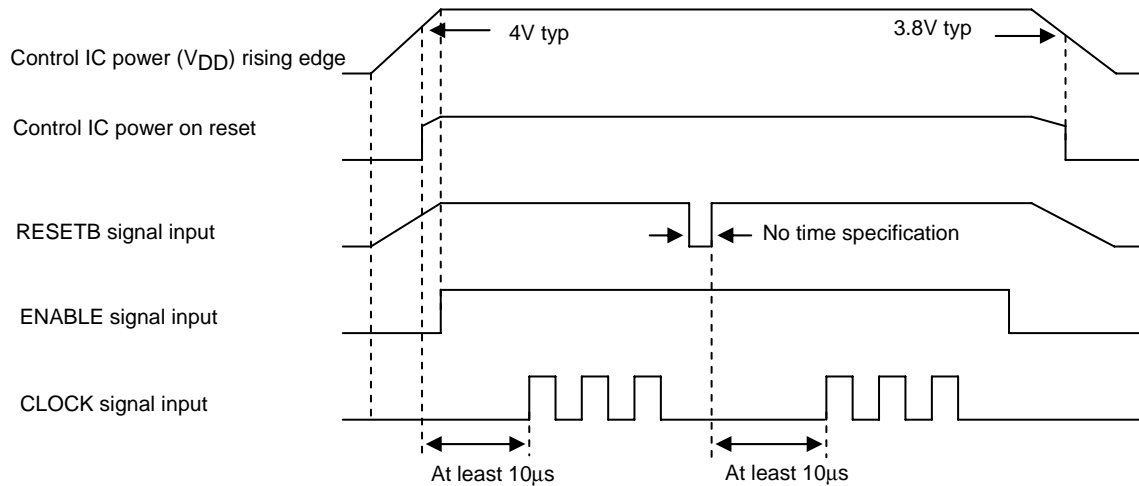 4V typ
3.8V typ
Control IC power (VDD) rising edge
Control IC power on reset
RESETB signal input
No time specification
ENABLE signal input
CLOCK signal input
At least 10μs
At least 10μs